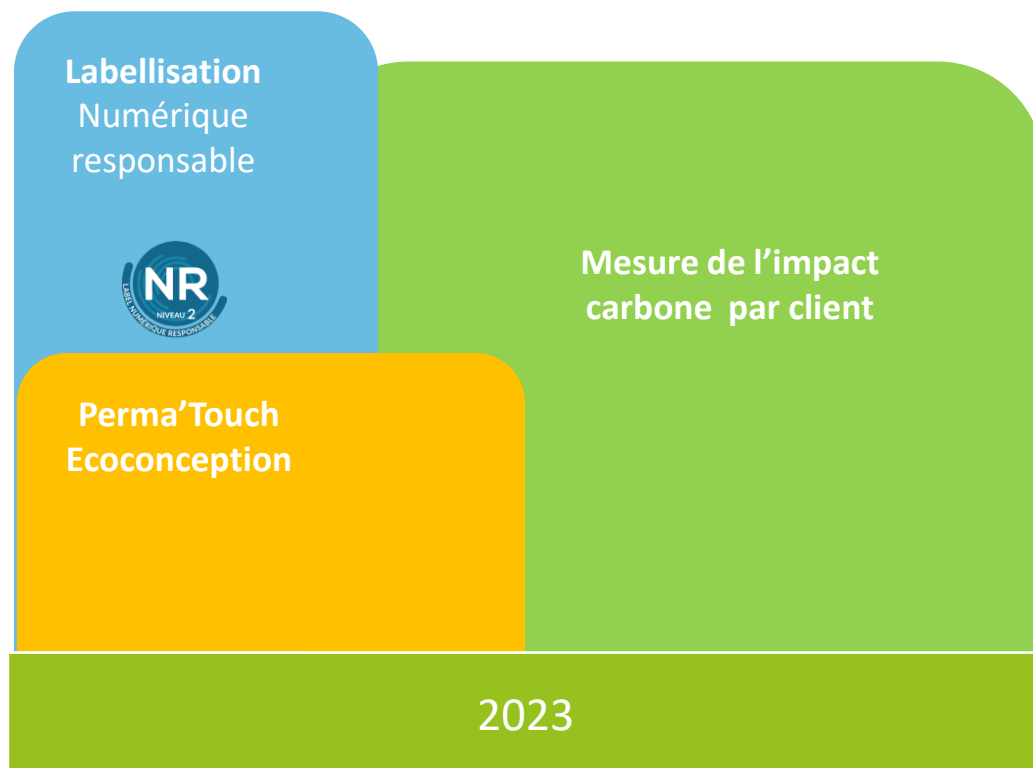 Labellisation
Numérique
responsable
NR
NIVEAU 2
LABEL NUMÉRIQUE RESPONSABLE
Mesure de l’impact
carbone par client
Perma’Touch
Ecoconception
2023